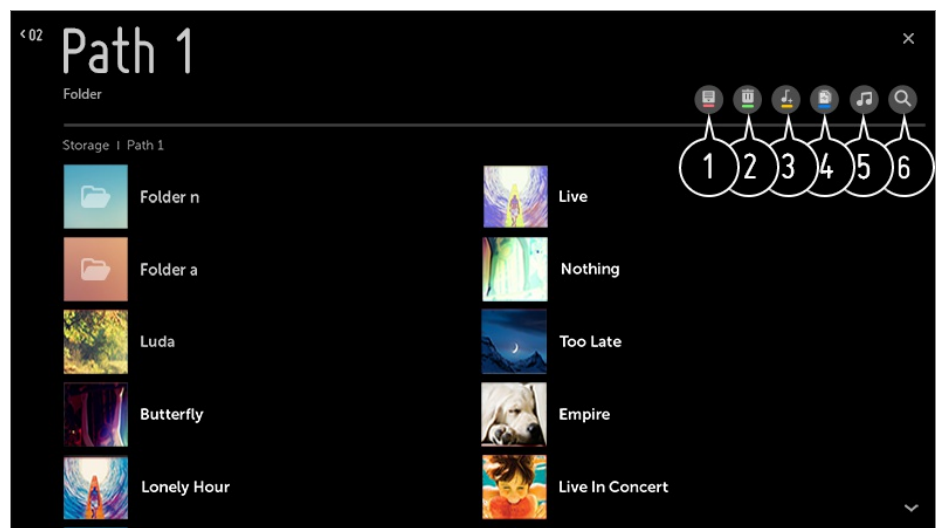 < 02
Path 1
×
Folder
1 2 3 4 5 6
Storage I Path 1
Folder n
Live
Folder a
Nothing
Luda
Too Late
Butterfly
Empire
Lonely Hour
Live In Concert